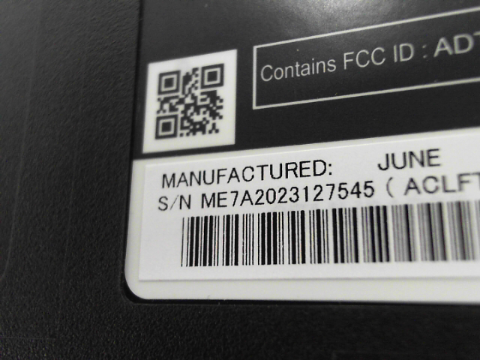 Contains FCC ID : ADT
MANUFACTURED: JUNE
S/N ME7A2023127545 ( ACLFT